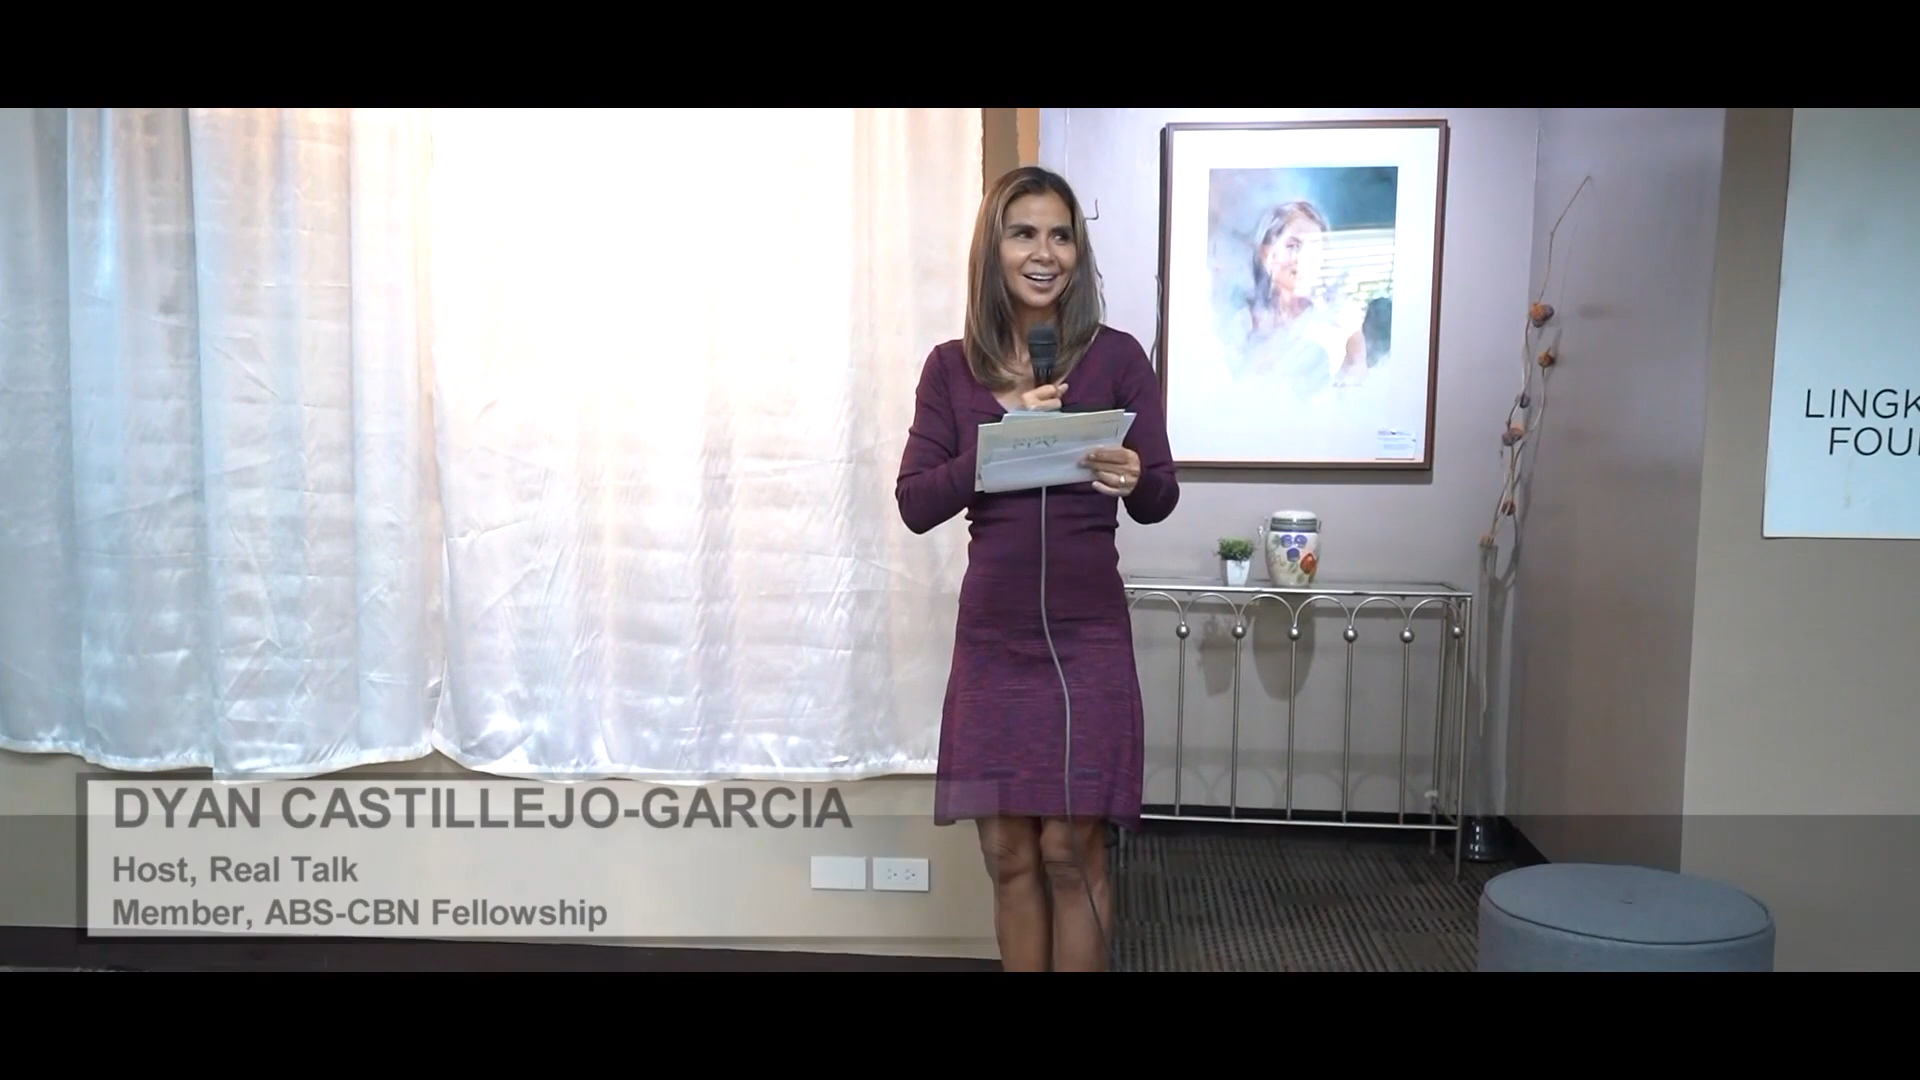 LINGK
FOU
DYAN CASTILLEJO-GARCIA
Host, Real Talk
Member, ABS-CBN Fellowship